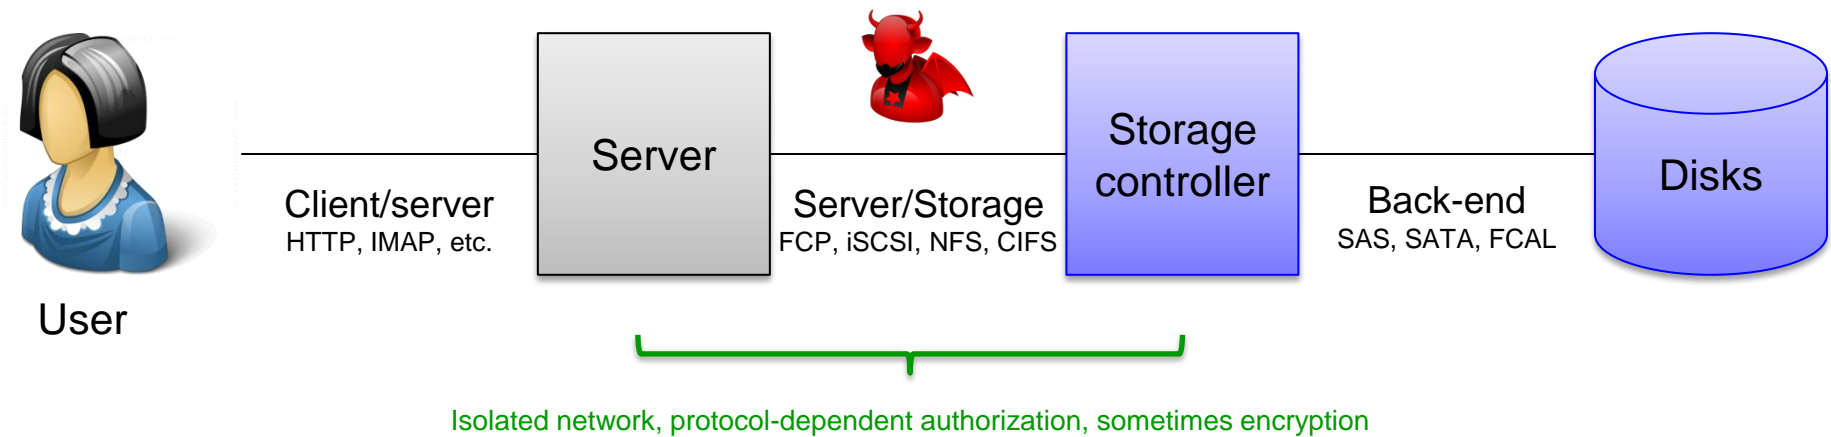 User
Client/server
HTTP, IMAP, etc.
Server
Server/Storage
FCP, iSCSI, NFS, CIFS
Storage
controller
Back-end
SAS, SATA, FCAL
Disks
Isolated network, protocol-dependent authorization, sometimes encryption